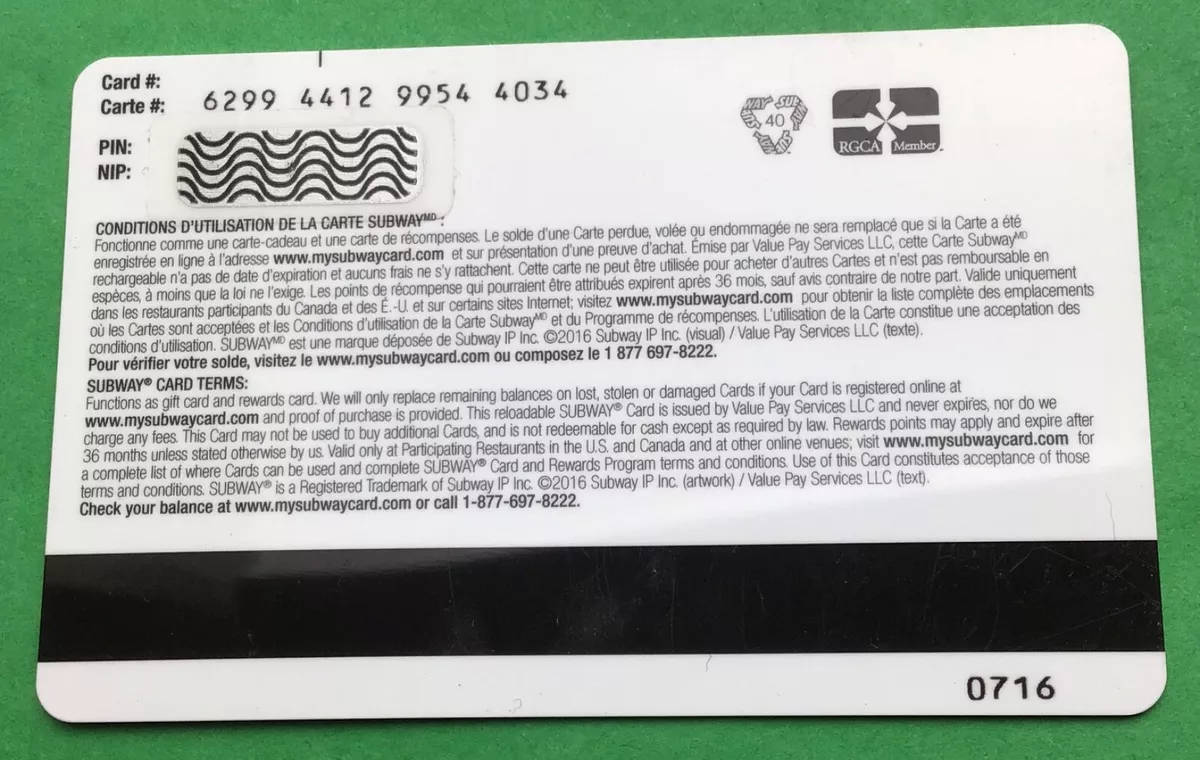 Card #:
Carte #: 6299 4412 9954 4034
PIN:
NIP:
40
RGCA Member
CONDITIONS D'UTILISATION DE LA CARTE SUBWAYMD :
Fonctionne comme une carte-cadeau et une carte de récompenses. Le solde d'une Carte perdue, volée ou endommagée ne sera remplacé que si la Carte a été
enregistrée en ligne à l'adresse www.mysubwaycard.com et sur présentation d'une preuve d'achat. Émise par Value Pay Services LLC, cette Carte SubwayMD
rechargeable n'a pas de date d'expiration et aucuns frais ne s'y rattachent. Cette carte ne peut être utilisée pour acheter d'autres Cartes et n'est pas remboursable en
espèces, à moins que la loi ne l'exige. Les points de récompense qui pourraient être attribués expirent après 36 mois, sauf avis contraire de notre part. Valide uniquement
dans les restaurants participants du Canada et des É.-U. et sur certains sites Internet; visitez www.mysubwaycard.com pour obtenir la liste complète des emplacements
où les Cartes sont acceptées et les Conditions d'utilisation de la Carte SubwayMD et du Programme de récompenses. L'utilisation de la Carte constitue une acceptation des
conditions d'utilisation. SUBWAYMD est une marque déposée de Subway IP Inc. ©2016 Subway IP Inc. (visual) / Value Pay Services LLC (texte).
Pour vérifier votre solde, visitez le www.mysubwaycard.com ou composez le 1 877 697-8222.
SUBWAY® CARD TERMS:
Functions as gift card and rewards card. We will only replace remaining balances on lost, stolen or damaged Cards if your Card is registered online at
www.mysubwaycard.com and proof of purchase is provided. This reloadable SUBWAY® Card is issued by Value Pay Services LLC and never expires, nor do we
charge any fees. This Card may not be used to buy additional Cards, and is not redeemable for cash except as required by law. Rewards points may apply and expire after
36 months unless stated otherwise by us. Valid only at Participating Restaurants in the U.S. and Canada and at other online venues; visit www.mysubwaycard.com for
a complete list of where Cards can be used and complete SUBWAY® Card and Rewards Program terms and conditions. Use of this Card constitutes acceptance of those
terms and conditions. SUBWAY® is a Registered Trademark of Subway IP Inc. ©2016 Subway IP Inc. (artwork) / Value Pay Services LLC (text).
Check your balance at www.mysubwaycard.com or call 1-877-697-8222.
0716